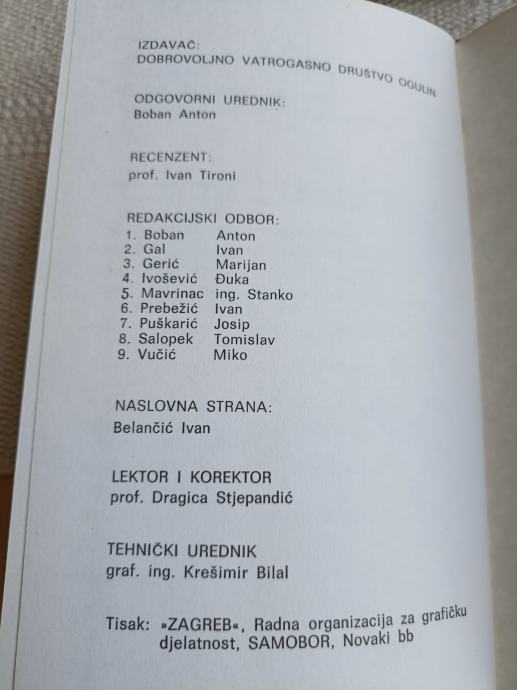 IZDAVAČ:
DOBROVOLJNO VATROGASNO DRUŠTVO OGULIN
ODGOVORNI UREDNIK:
Boban Anton
RECENZENT:
prof. Ivan Tironi
REDAKCIJSKI ODBOR:
1. Boban Anton
2. Gal Ivan
3. Gerić Marijan
4. Ivošević Đuka
5. Mavrinac ing. Stanko
6. Prebežić Ivan
7. Puškarić Josip
8. Salopek Tomislav
9. Vučić Miko
NASLOVNA STRANA:
Belančić Ivan
LEKTOR I KOREKTOR
prof. Dragica Stjepandić
TEHNIČKI UREDNIK
graf. ing. Krešimir Bilal
Tisak: »ZAGREB«, Radna organizacija za grafičku
djelatnost, SAMOBOR, Novaki bb